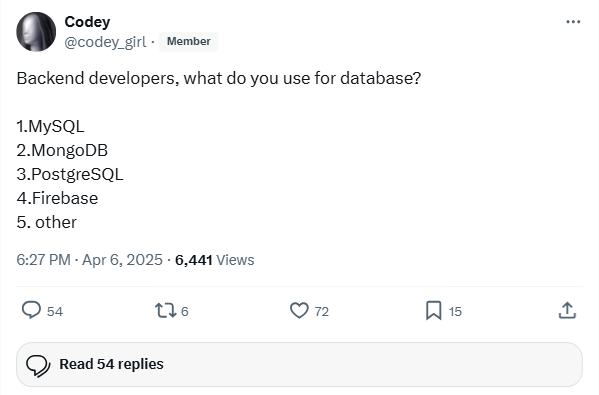 Codey
@codey_girl · Member
Backend developers, what do you use for database?
1.MySQL
2.MongoDB
3.PostgreSQL
4.Firebase
5. other
6:27 PM · Apr 6, 2025 · 6,441 Views
54 6 72 15
Read 54 replies